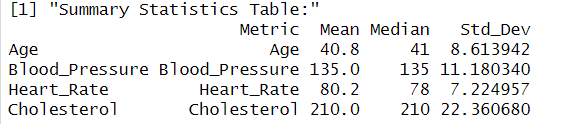 [1] "Summary Statistics Table:"
Metric Mean Median Std_Dev
Age Age 40.8 41 8.613942
Blood_Pressure Blood_Pressure 135.0 135 11.180340
Heart_Rate Heart_Rate 80.2 78 7.224957
Cholesterol Cholesterol 210.0 210 22.360680